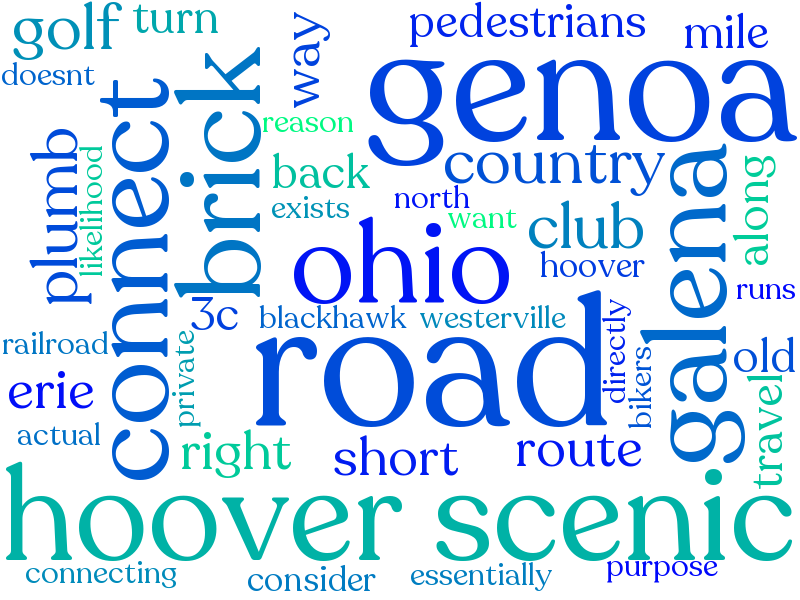 golf
turn
way
pedestrians
mile
doesnt
connect
brick
genoa
reason
plumb
likelihood
back
country
north
exists
want
club
galena
along
ohio
hoover
runs
3c
blackhawk
westerville
directly
railroad
private
road
bikers
old
erie
travel
actual
right
short
route
hoover scenic
connecting
consider
essentially
purpose